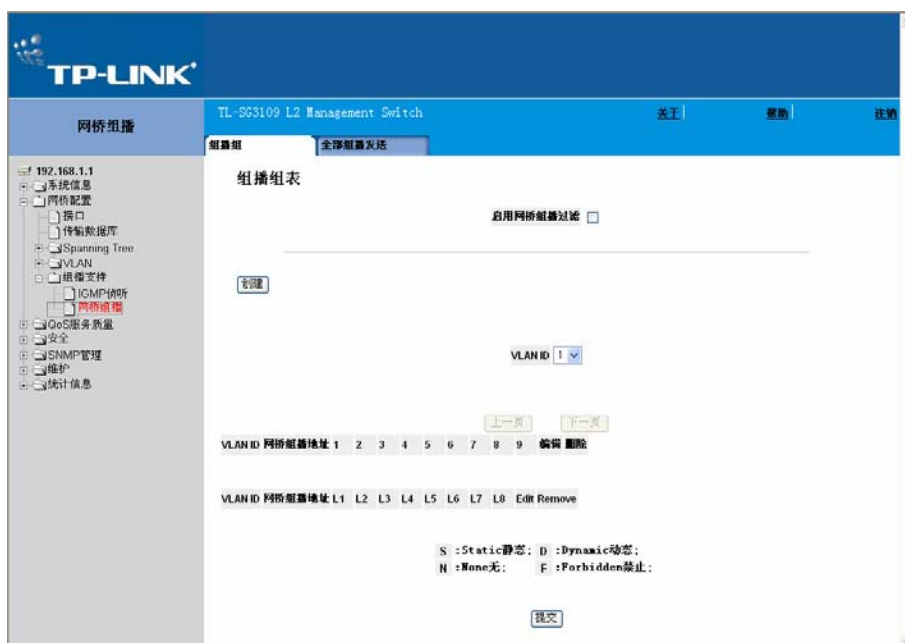 TP-LINK
网桥组播
TL-SG3109 L2 Management Switch
关于
帮助
注销
组播组
全部组播发送
192.168.1.1
系统信息
网桥配置
接口
传输数据库
Spanning Tree
VLAN
组播支持
IGMP侦听
网桥组播
QoS服务质量
安全
SNMP管理
维护
统计信息
组播组表
启用网桥组播过滤
创建
VLAN ID 1
上一页 下一页
VLAN ID 网桥组播地址 1 2 3 4 5 6 7 8 9 编辑 删除
VLAN ID 网桥组播地址 L1 L2 L3 L4 L5 L6 L7 L8 Edit Remove
S :Static静态; D :Dynamic动态;
N :None无; F :Forbidden禁止;
提交